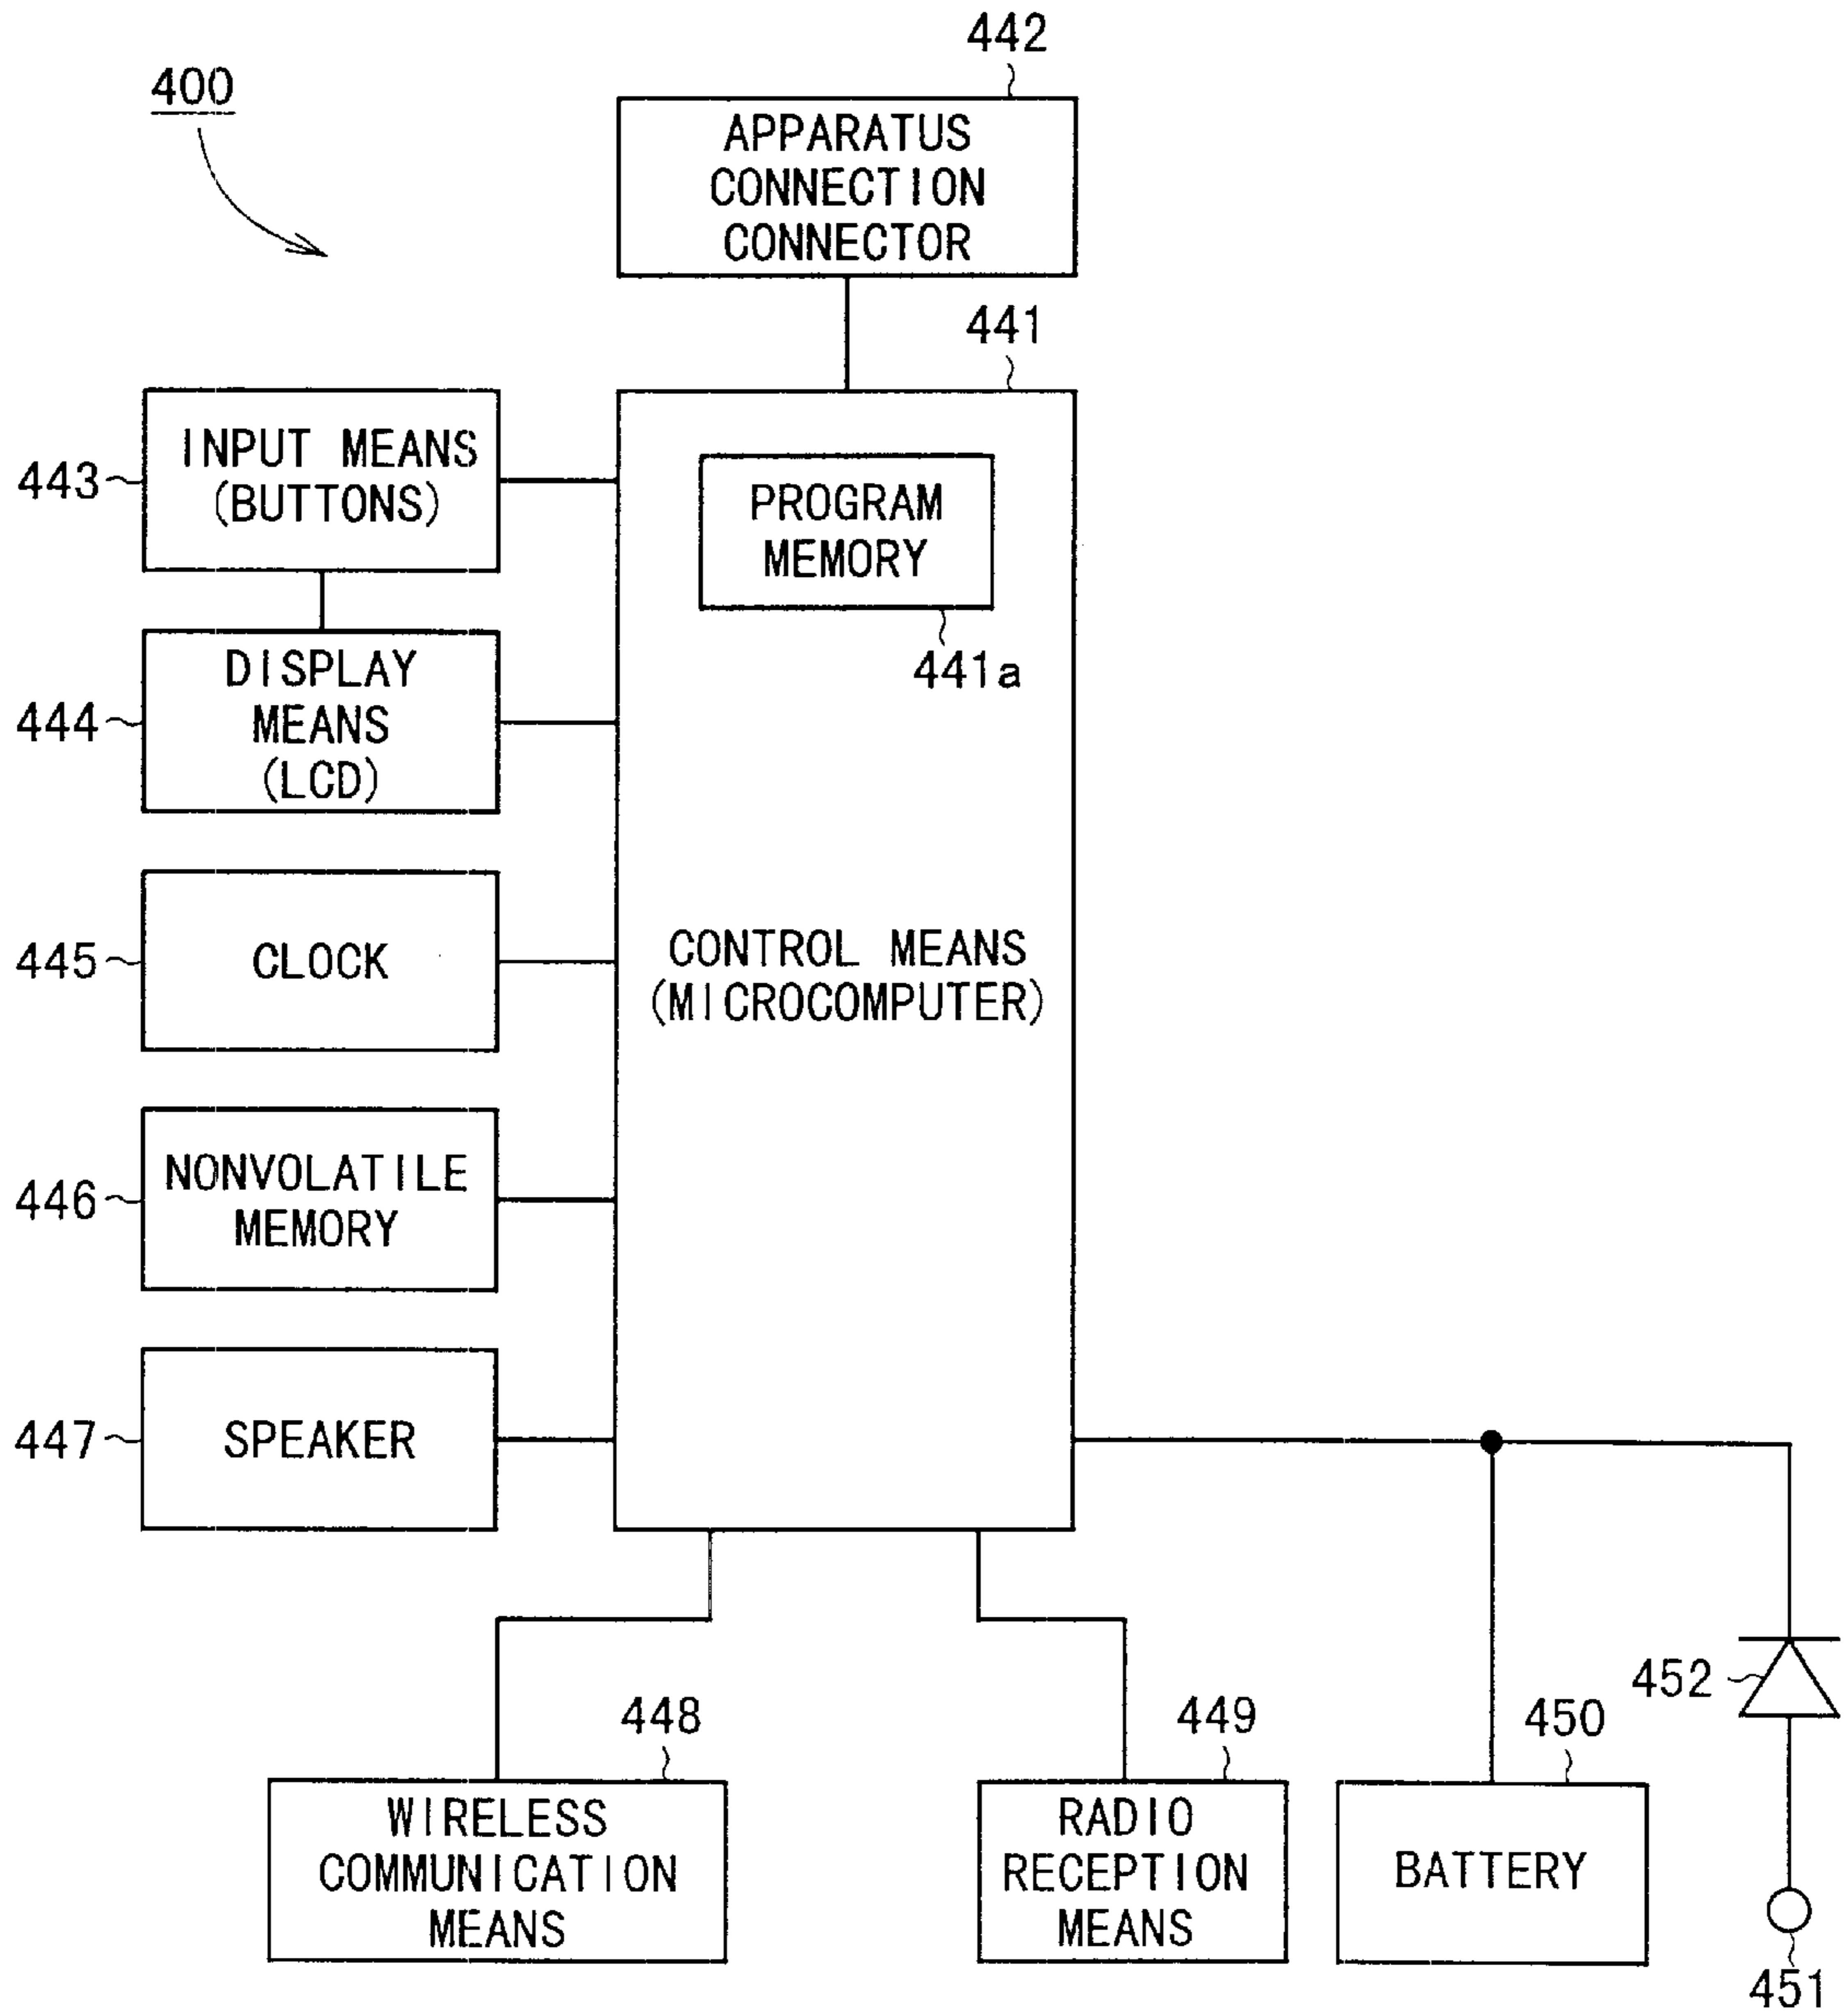 442
400
APPARATUS
CONNECTION
CONNECTOR
441
443
INPUT MEANS
(BUTTONS)
PROGRAM
MEMORY
441a
444
DISPLAY
MEANS
(LCD)
445
CLOCK
CONTROL MEANS
(MICROCOMPUTER)
446
NONVOLATILE
MEMORY
447
SPEAKER
452
448
449
450
WIRELESS
COMMUNICATION
MEANS
RADIO
RECEPTION
MEANS
BATTERY
451